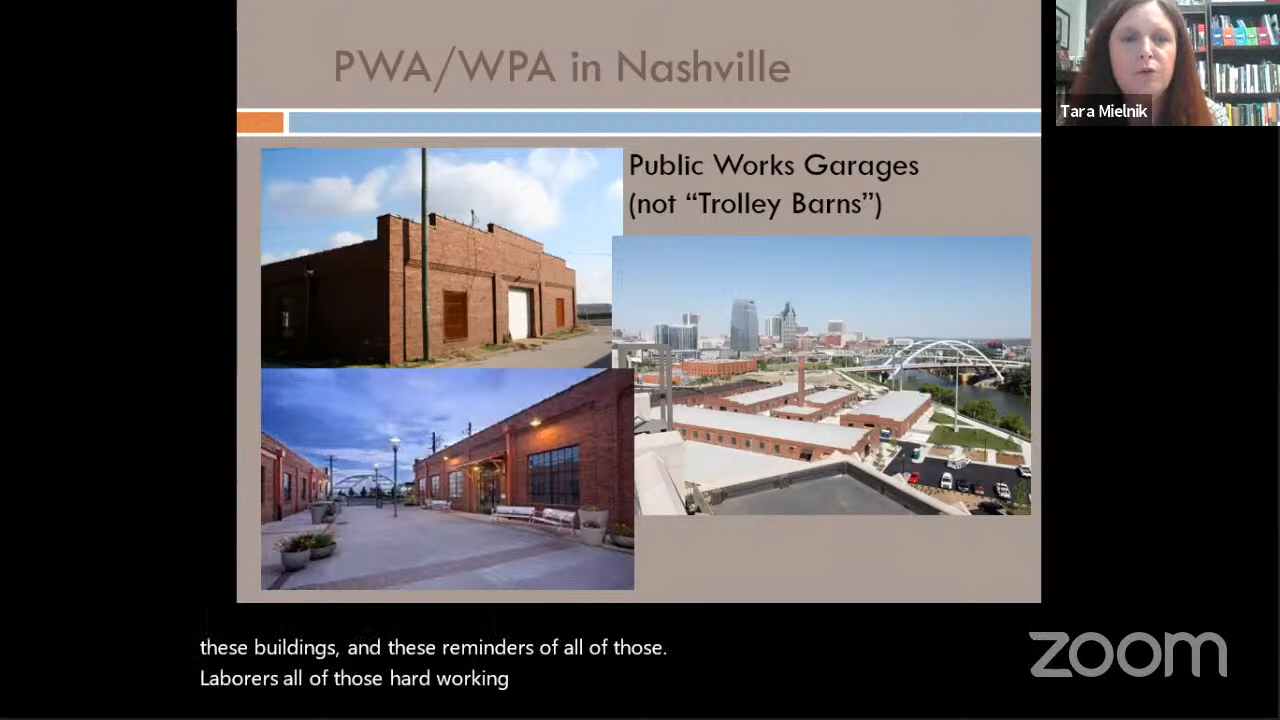 PWA/WPA in Nashville
Tara Mielnik
Public Works Garages
(not “Trolley Barns”)
these buildings, and these reminders of all of those.
Laborers all of those hard working
zoom